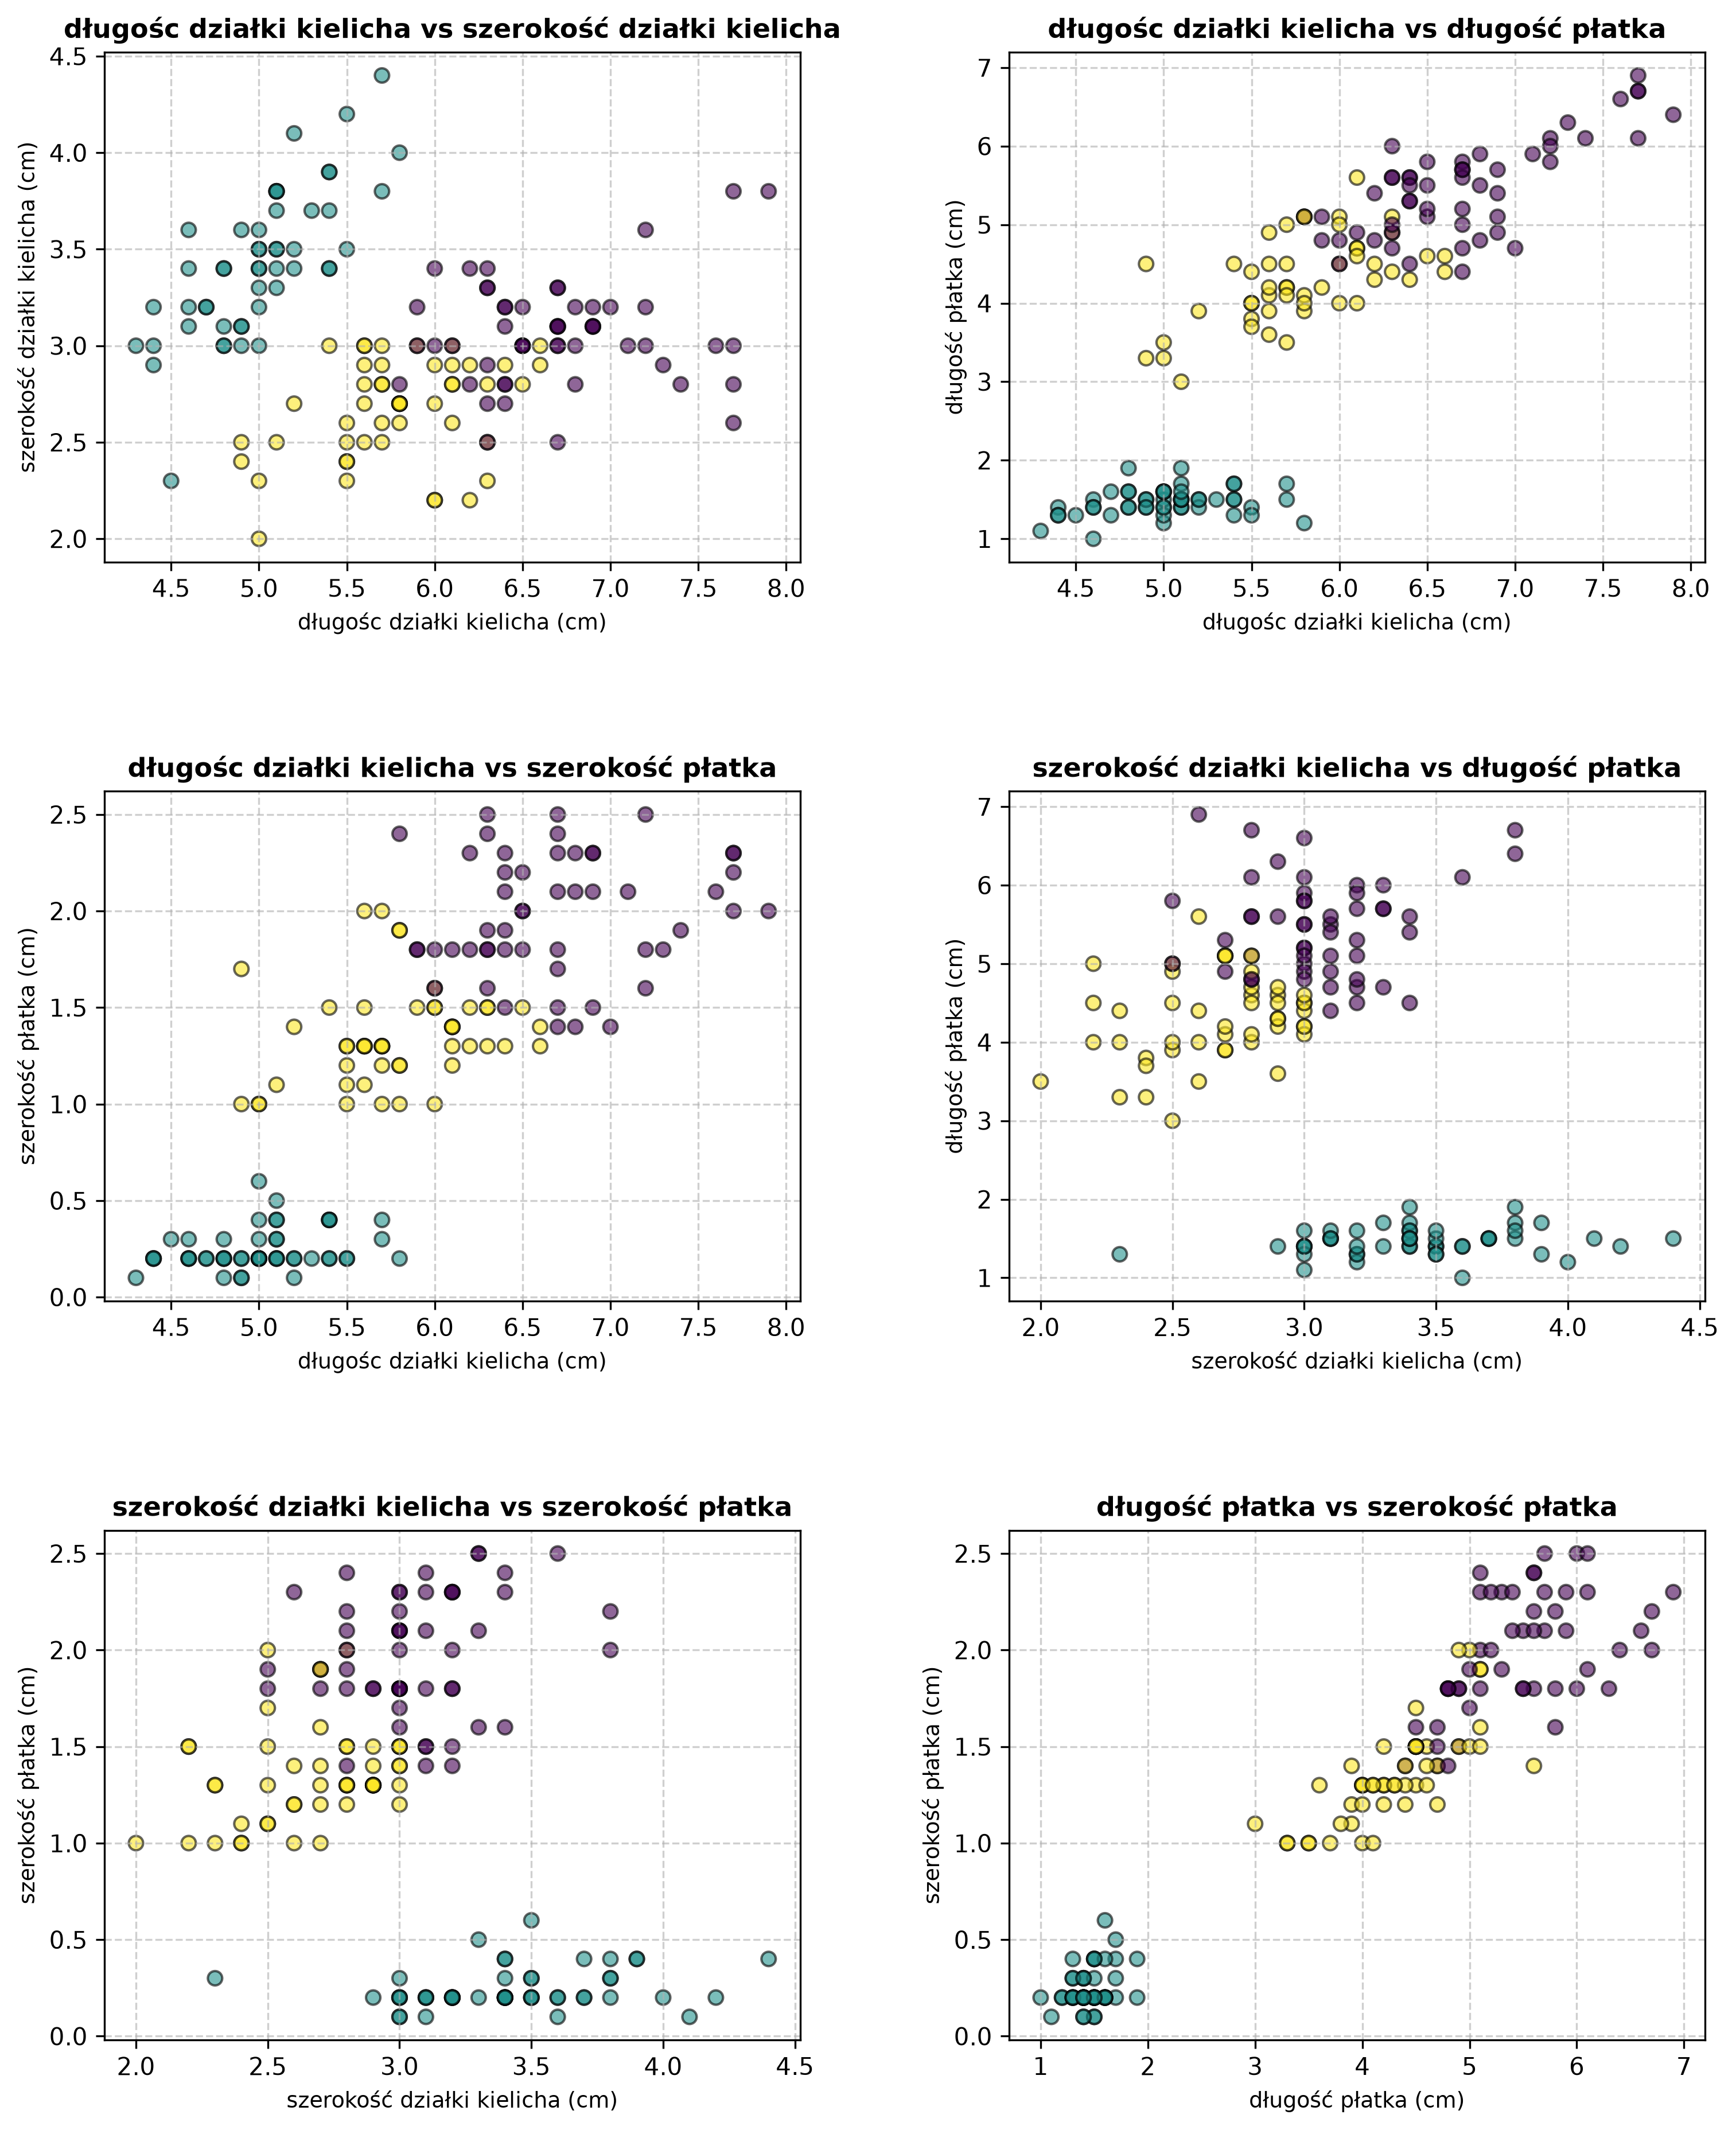 długośc działki kielicha vs szerokość działki kielicha
4.5
4.0
3.5
3.0
2.5
2.0
szerokość działki kielicha (cm)
4.5 5.0 5.5 6.0 6.5 7.0 7.5 8.0
długośc działki kielicha (cm)
długośc działki kielicha vs długość płatka
7
6
5
4
3
2
1
długość płatka (cm)
4.5 5.0 5.5 6.0 6.5 7.0 7.5 8.0
długośc działki kielicha (cm)
długośc działki kielicha vs szerokość płatka
2.5
2.0
1.5
1.0
0.5
0.0
szerokość płatka (cm)
4.5 5.0 5.5 6.0 6.5 7.0 7.5 8.0
długośc działki kielicha (cm)
szerokość działki kielicha vs długość płatka
7
6
5
4
3
2
1
długość płatka (cm)
2.0 2.5 3.0 3.5 4.0 4.5
szerokość działki kielicha (cm)
szerokość działki kielicha vs szerokość płatka
2.5
2.0
1.5
1.0
0.5
0.0
szerokość płatka (cm)
2.0 2.5 3.0 3.5 4.0 4.5
szerokość działki kielicha (cm)
długość płatka vs szerokość płatka
2.5
2.0
1.5
1.0
0.5
0.0
szerokość płatka (cm)
1 2 3 4 5 6 7
długość płatka (cm)